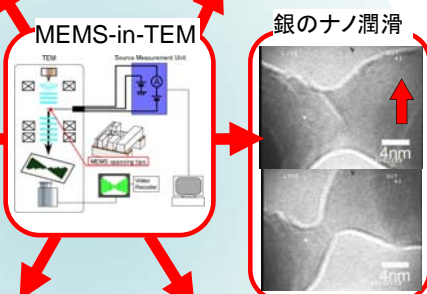 MEMS-in-TEM
TEM
Source Measurement Unit
A
MEMS opposing tips
Video
Recorder
銀のナノ潤滑
4nm
4nm